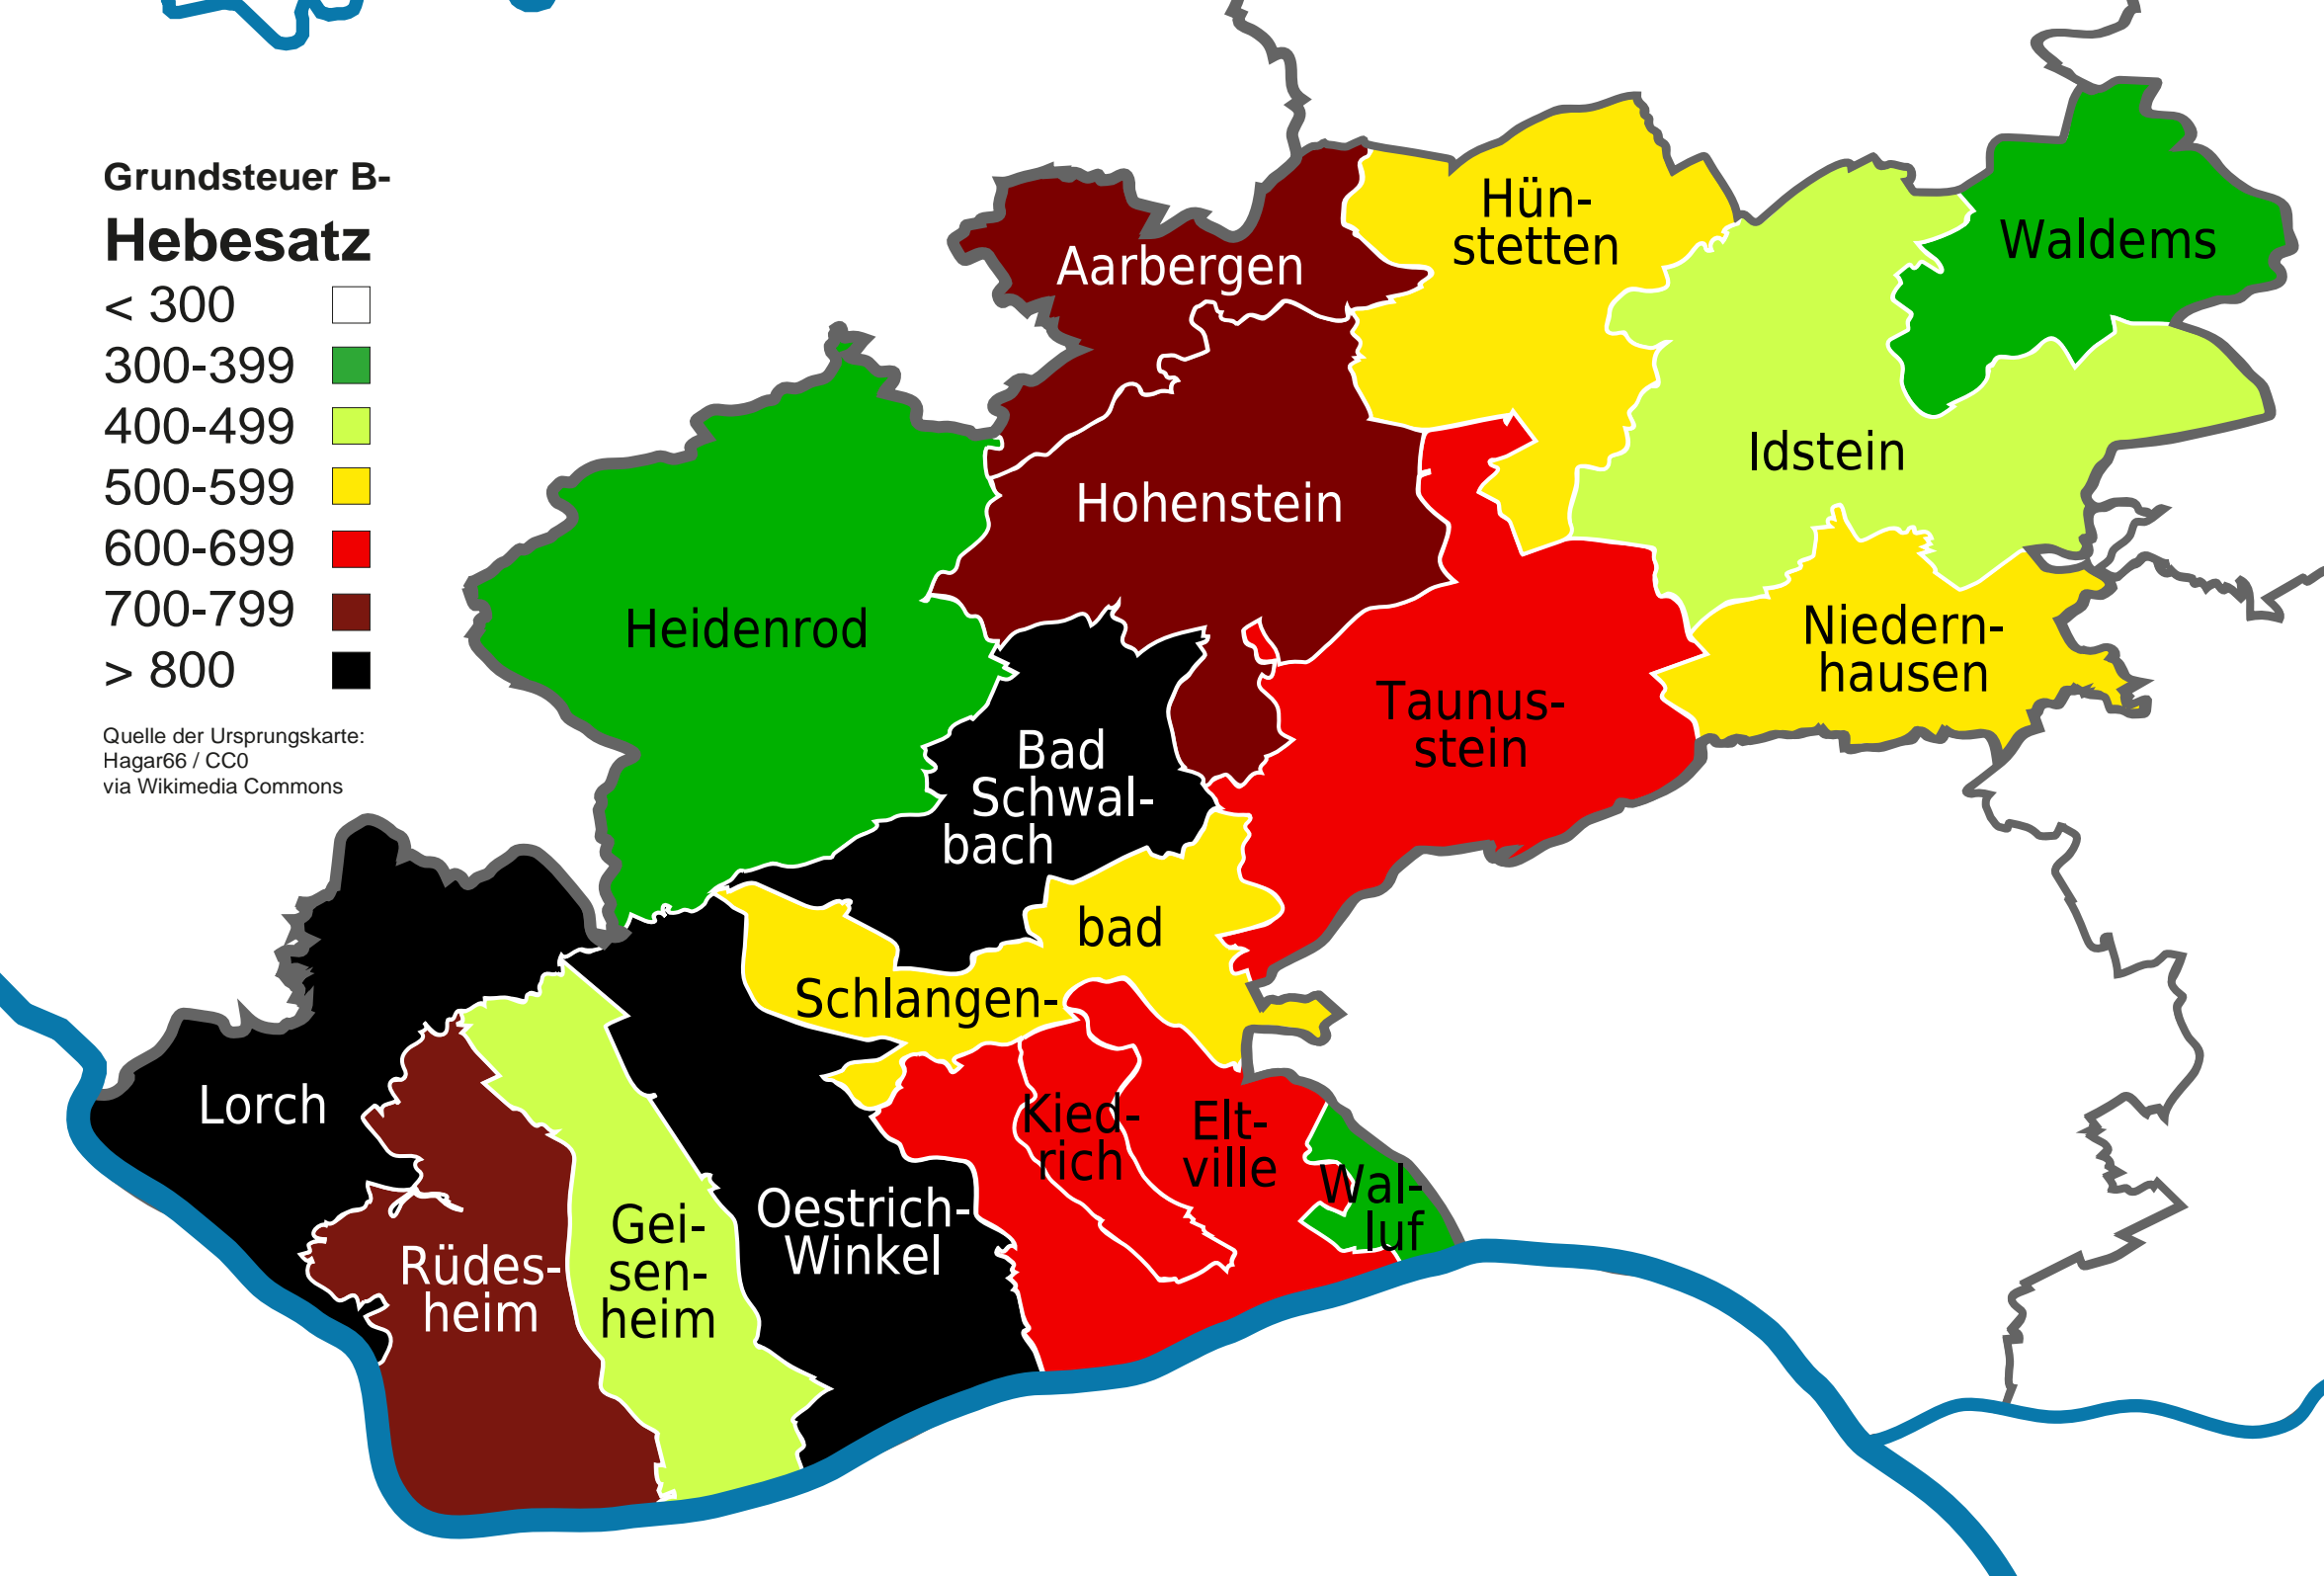 Grundsteuer B-
Hebesatz
< 300
300-399
400-499
500-599
600-699
700-799
> 800
Quelle der Ursprungskarte:
Hagar66 / CC0
via Wikimedia Commons
Aarbergen
Hün-
stetten
Waldems
Idstein
Hohenstein
Heidenrod
Niedern-
hausen
Taunus-
stein
Bad
Schwal-
bach
bad
Schlangen-
Lorch
Kied-
rich
Elt-
ville
Wal-
luf
Oestrich-
Winkel
Gei-
sen-
heim
Rüdes-
heim